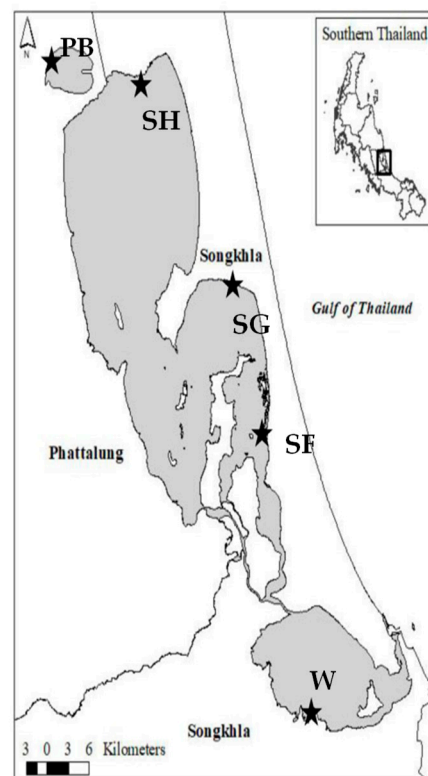 PB
Southern Thailand
N
SH
Songkhla
Gulf of Thailand
SG
SF
Phattalung
W
Songkhla
3 0 3 6 Kilometers